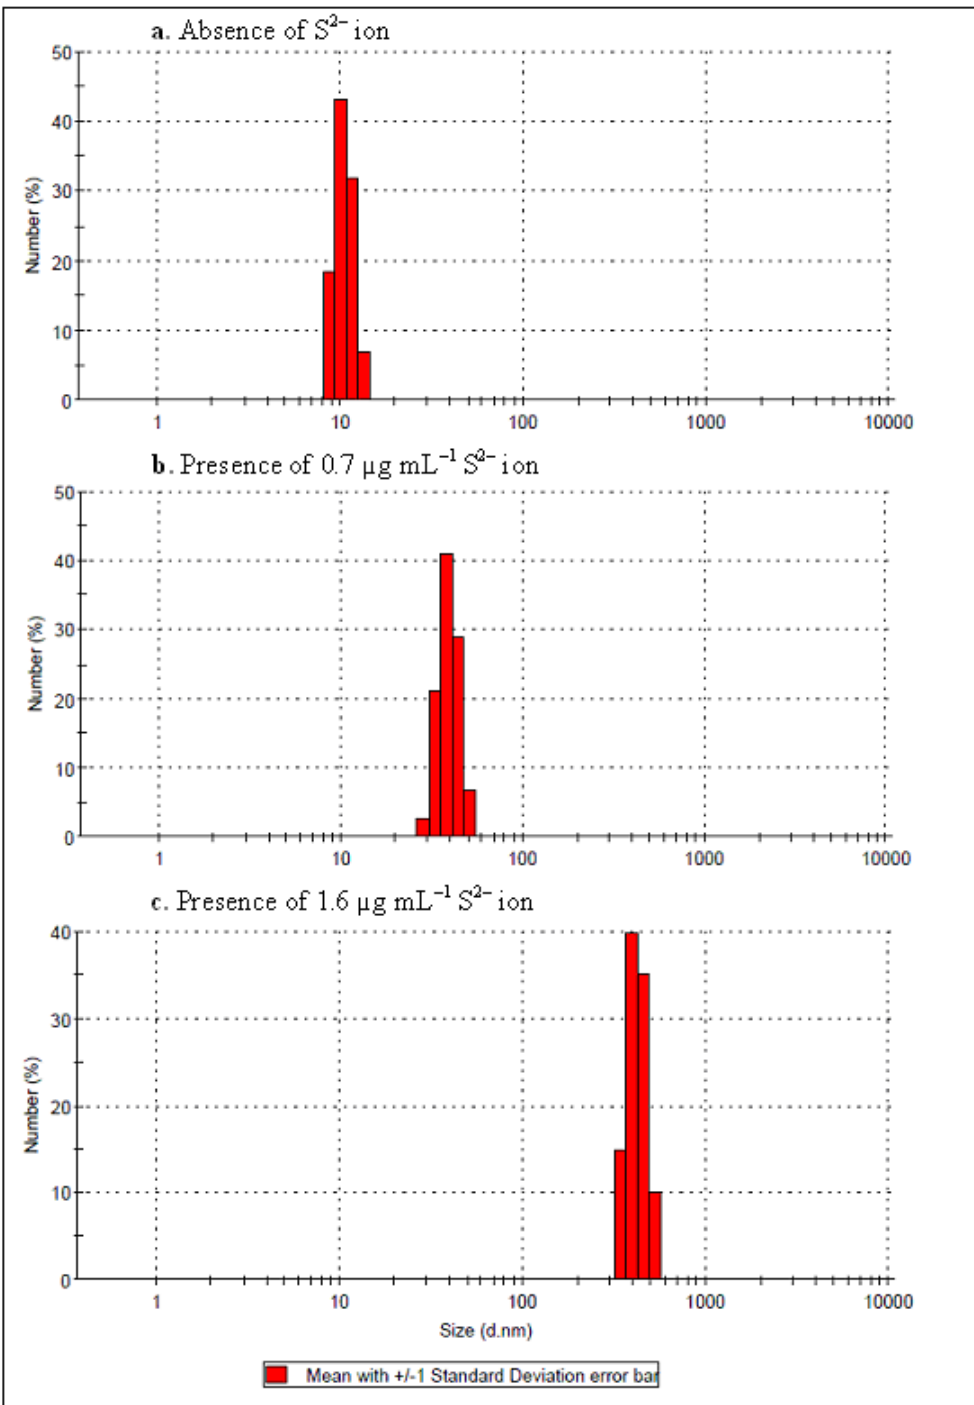 a. Absence of S²⁻ ion
50
40
30
20
10
0
Number (%)
1 10 100 1000 10000
b. Presence of 0.7 µg mL⁻¹ S²⁻ ion
50
40
30
20
10
0
Number (%)
1 10 100 1000 10000
c. Presence of 1.6 µg mL⁻¹ S²⁻ ion
40
30
20
10
0
Number (%)
1 10 100 1000 10000
Size (d.nm)
Mean with +/-1 Standard Deviation error bar